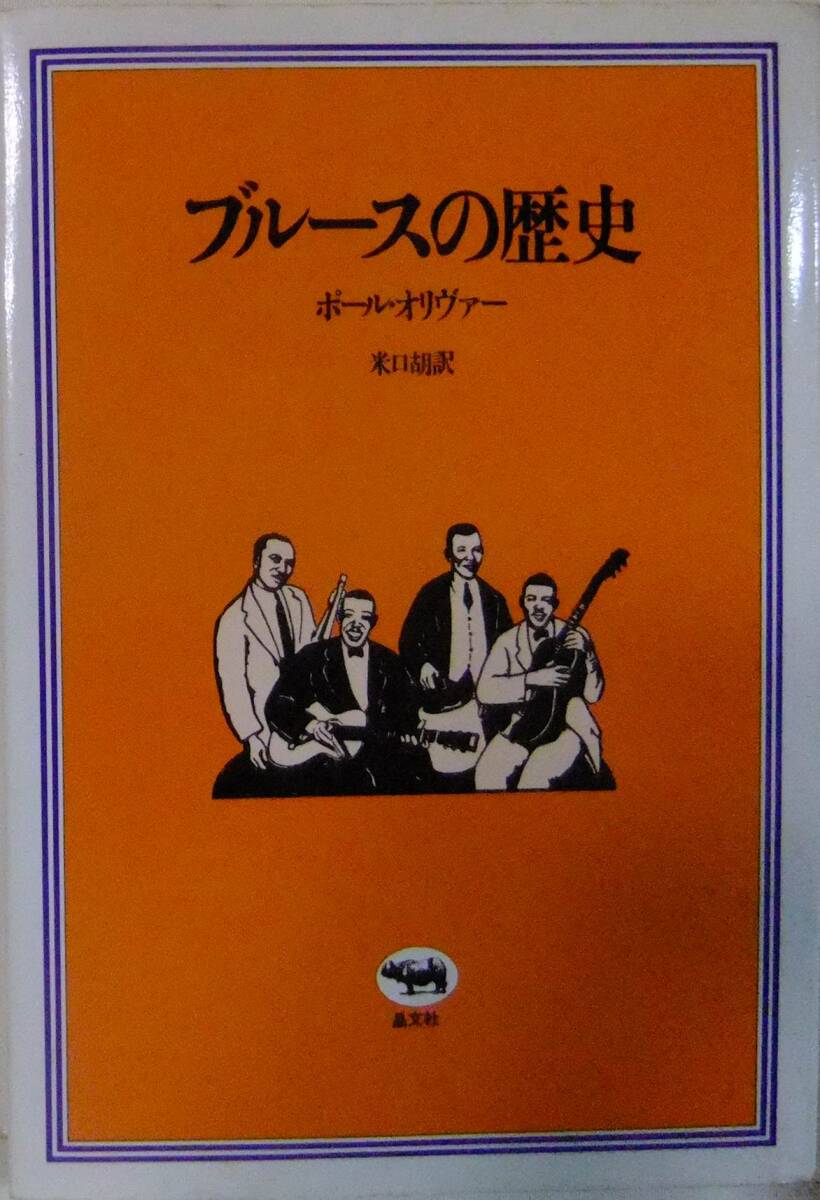 ブルースの歴史
ポール・オリヴァー
米口胡訳
晶文社